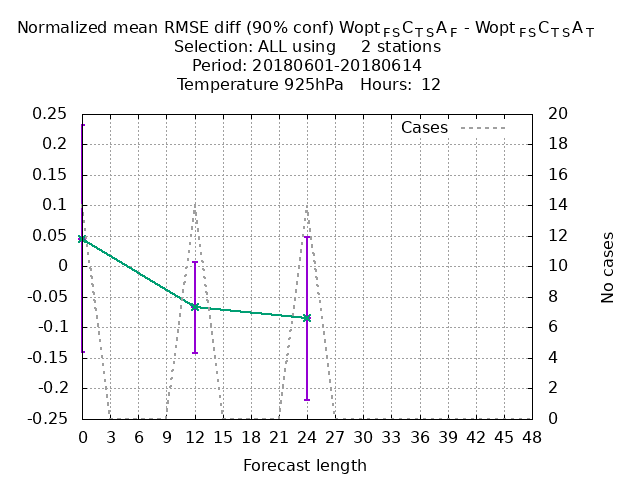 Normalized mean RMSE diff (90% conf) Wopt FS C TS A F - Wopt FS C TS A T
Selection: ALL using 2 stations
Period: 20180601-20180614
Temperature 925hPa Hours: 12
Cases
0.25 20
0.2 18
0.15 16
0.1 14
0.05 12
0 10
-0.05 8
-0.1 6
-0.15 4
-0.2 2
-0.25 0
No cases
0 3 6 9 12 15 18 21 24 27 30 33 36 39 42 45 48
Forecast length